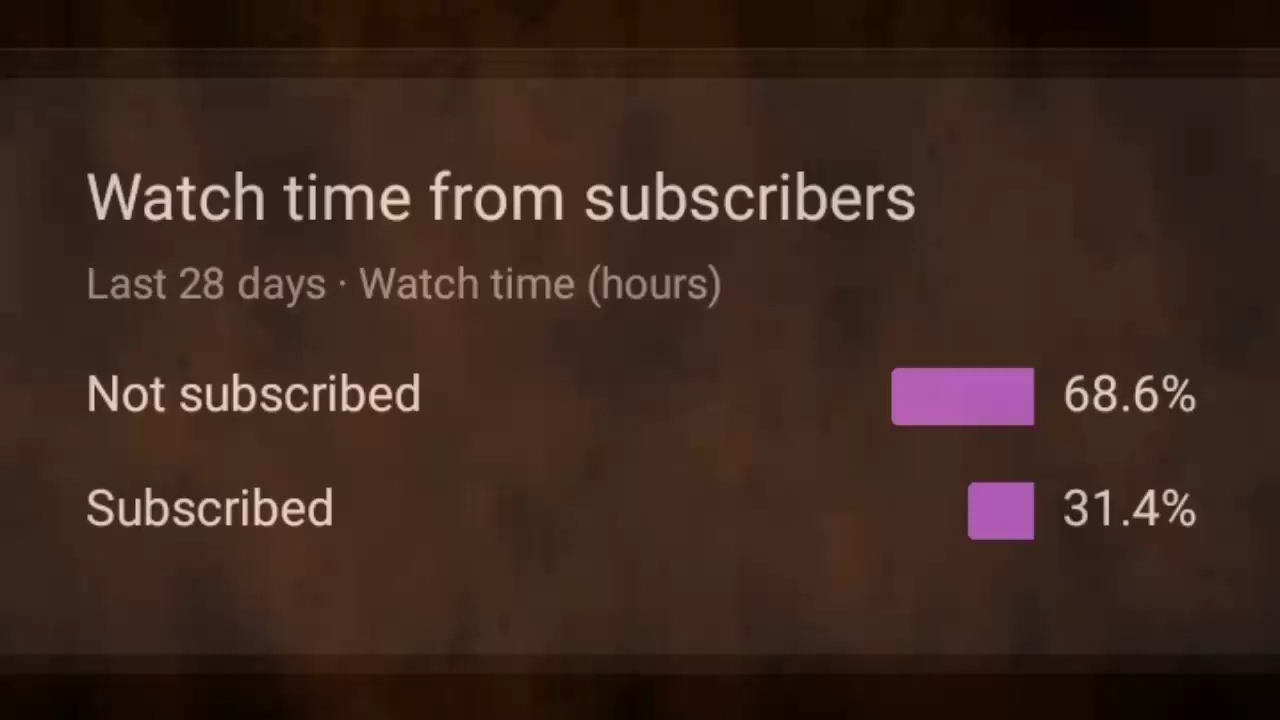 Watch time from subscribers
Last 28 days · Watch time (hours)
Not subscribed 68.6%
Subscribed 31.4%